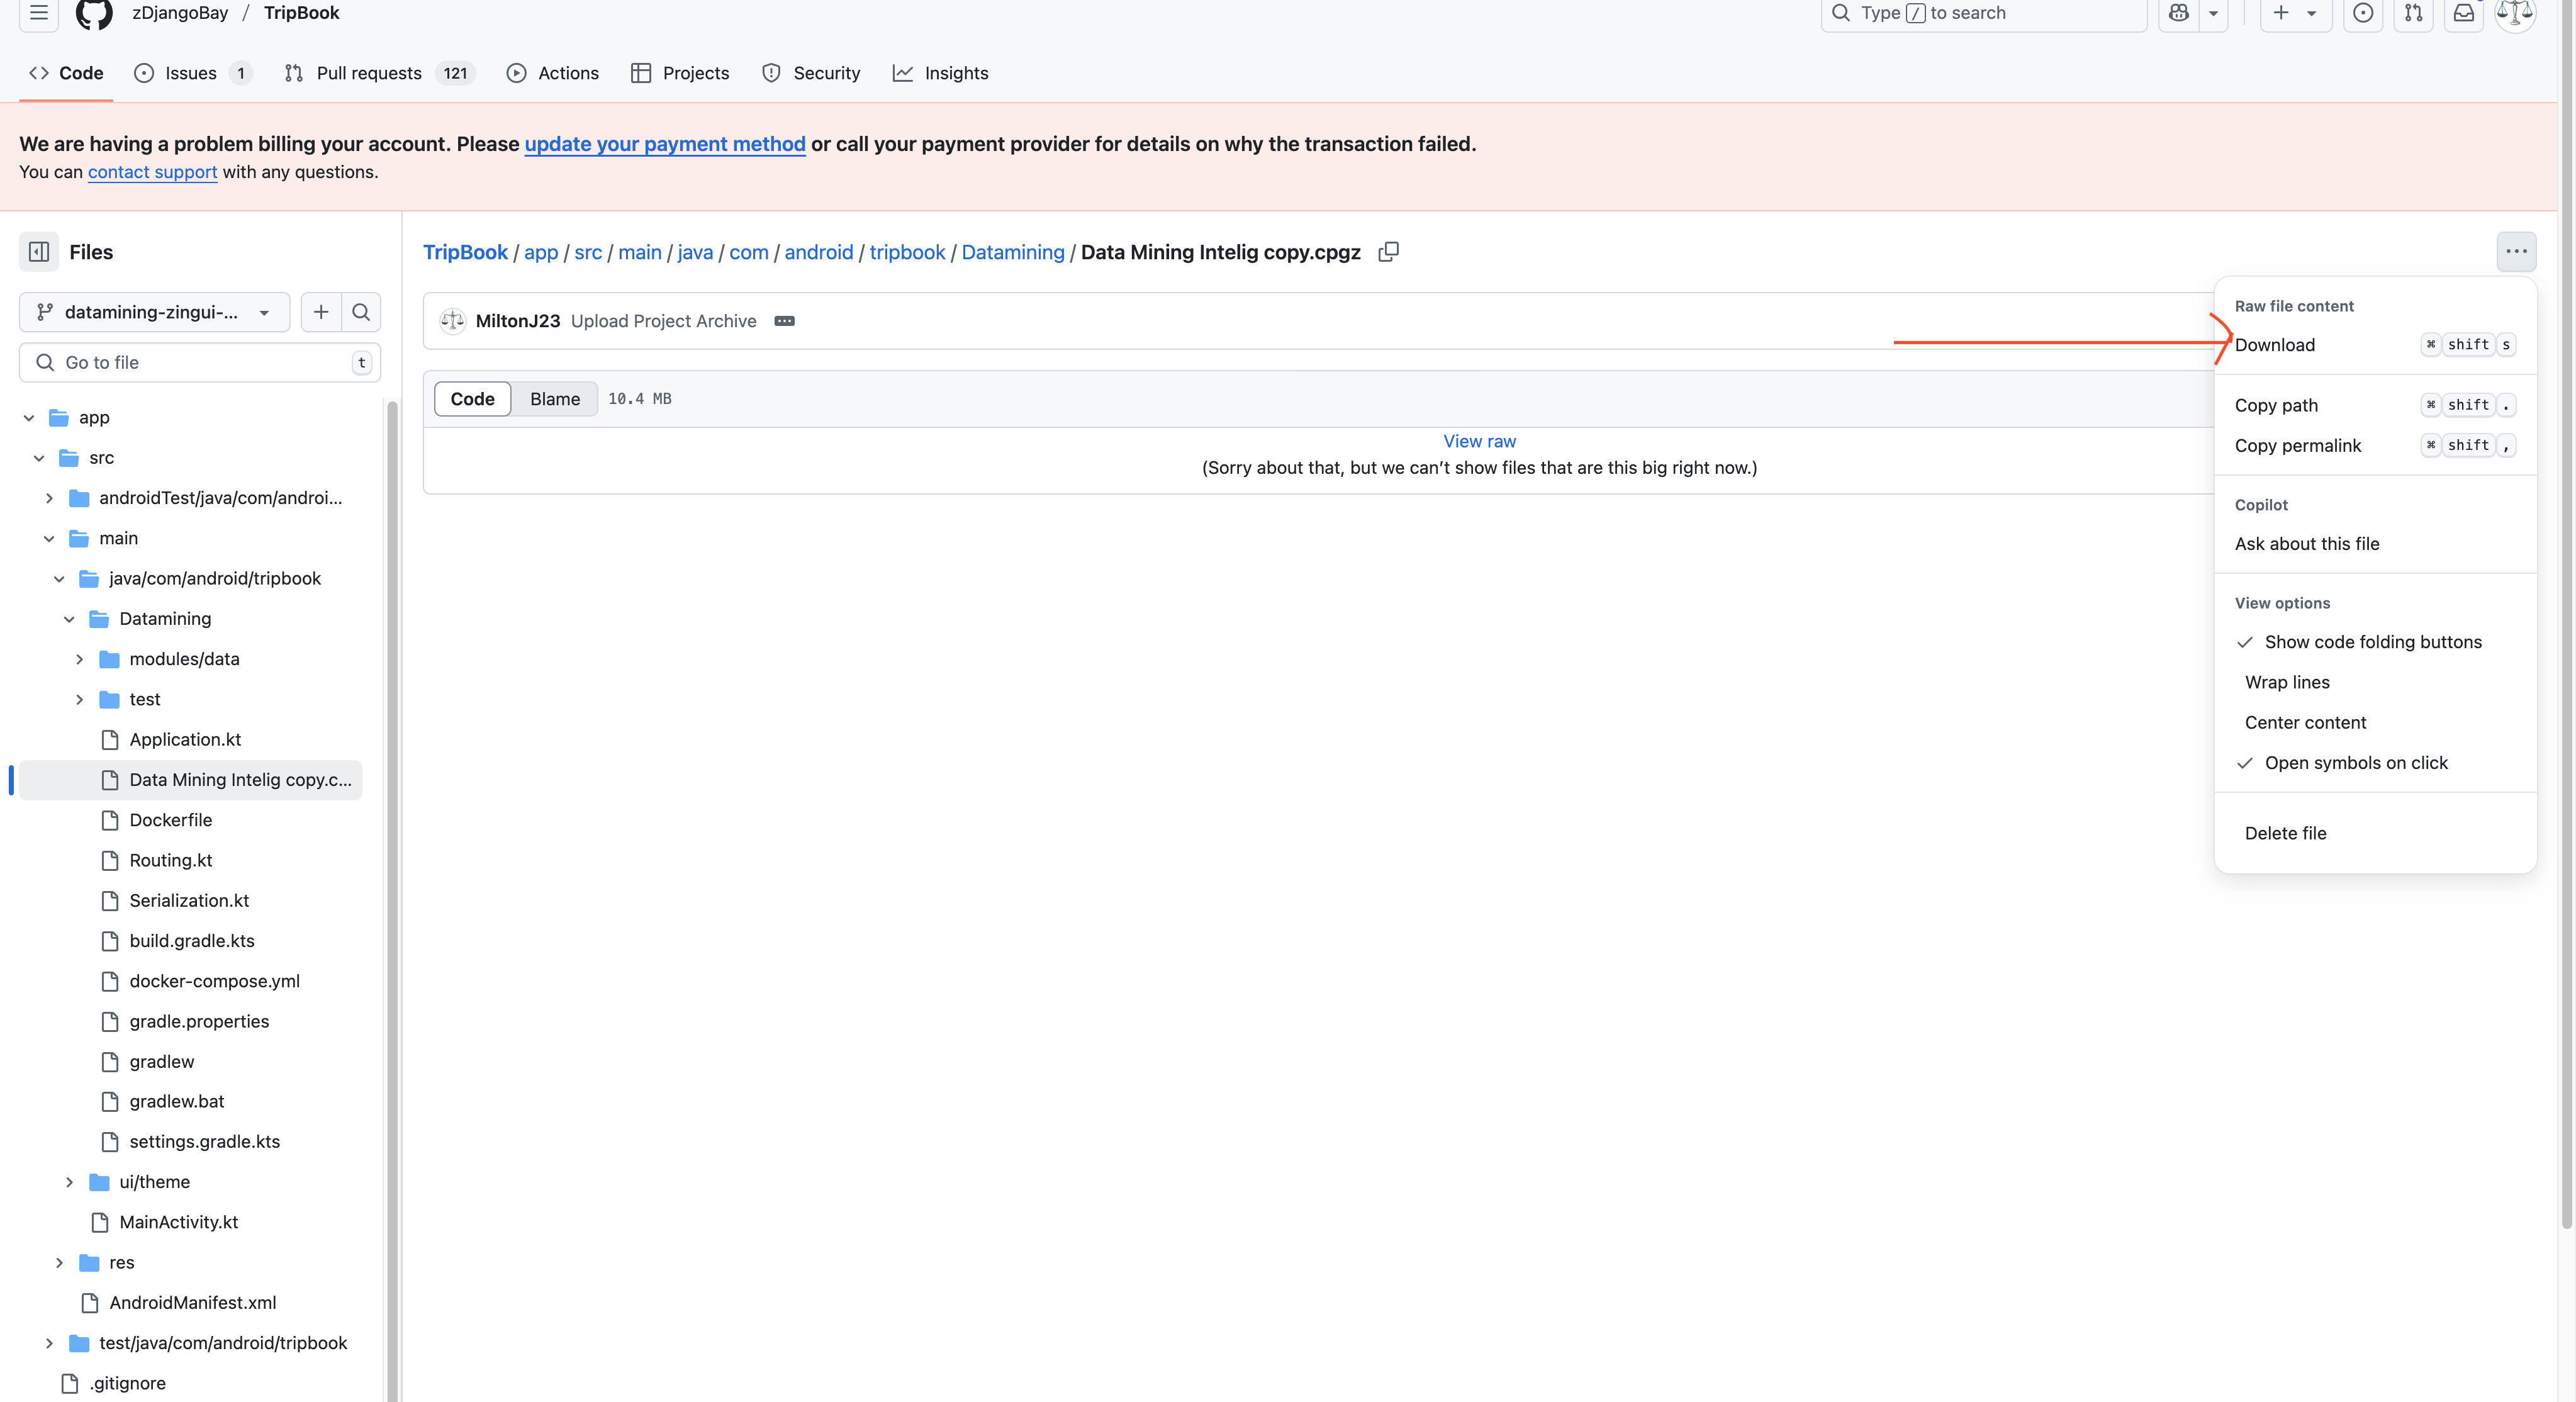 zDjangoBay / TripBook
Type / to search
Code
Issues 1
Pull requests 121
Actions
Projects
Security
Insights
We are having a problem billing your account. Please update your payment method or call your payment provider for details on why the transaction failed.
You can contact support with any questions.
Files
datamining-zingui-...
Go to file t
app
src
androidTest/java/com/androi...
main
java/com/android/tripbook
Datamining
modules/data
test
Application.kt
Data Mining Intelig copy.c...
Dockerfile
Routing.kt
Serialization.kt
build.gradle.kts
docker-compose.yml
gradle.properties
gradlew
gradlew.bat
settings.gradle.kts
ui/theme
MainActivity.kt
res
AndroidManifest.xml
test/java/com/android/tripbook
.gitignore
TripBook / app / src / main / java / com / android / tripbook / Datamining / Data Mining Intelig copy.cpgz
MiltonJ23 Upload Project Archive
Code Blame 10.4 MB
View raw
(Sorry about that, but we can’t show files that are this big right now.)
Raw file content
Download ⌘ shift s
Copy path ⌘ shift .
Copy permalink ⌘ shift ,
Copilot
Ask about this file
View options
Show code folding buttons
Wrap lines
Center content
Open symbols on click
Delete file